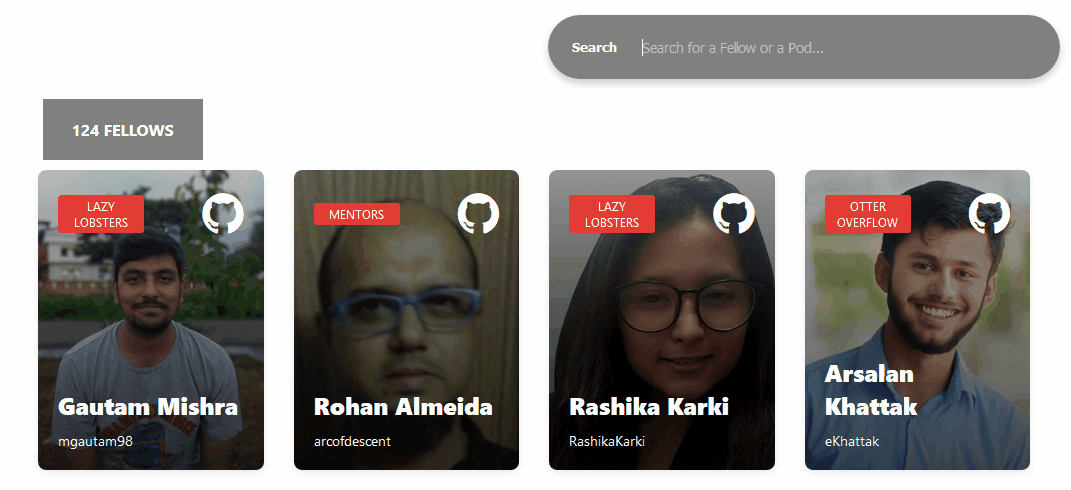 Search Search for a Fellow or a Pod...
124 FELLOWS
LAZY
LOBSTERS
Gautam Mishra
mgautam98
MENTORS
Rohan Almeida
arcofdescent
LAZY
LOBSTERS
Rashika Karki
RashikaKarki
OTTER
OVERFLOW
Arsalan
Khattak
eKhattak